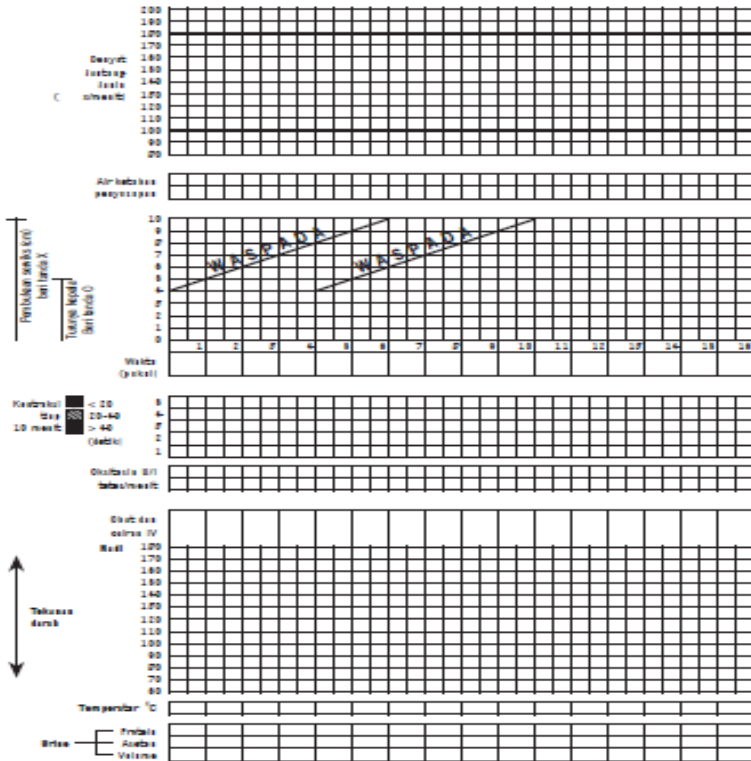 200
190
180
170
160
150
140
130
120
110
100
90
80
Denyut
Jantung
Janin
( x/menit)
Air ketuban
penyusupan
Pembukaan serviks (cm)
beri tanda X
Turunnya kepala
Beri tanda O
10
9
8
7
6
5
4
3
2
1
0
WASPADA
WASPADA
1 2 3 4 5 6 7 8 9 10 11 12 13 14 15 16
Waktu
(pukul)
Kontraksi < 20
tiap 20-40
10 menit > 40
(detik)
5
4
3
2
1
Oksitosin U/I
tetes/menit
Obat dan
cairan IV
Nadi
180
170
160
150
140
130
120
110
100
90
80
70
60
Tekanan
darah
Temperatur °C
Urine
Protein
Aseton
Volume